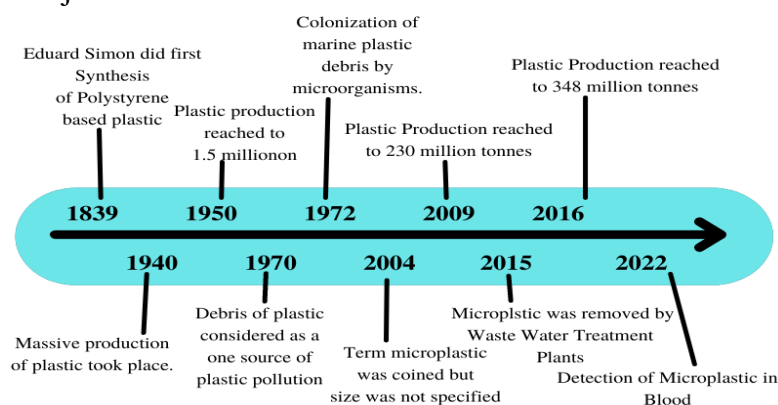 Eduard Simon did first
Synthesis
of Polystyrene
based plastic
Plastic production
reached to
1.5 millionon
Colonization of
marine plastic
debris by
microorganisms.
Plastic Production reached
to 230 million tonnes
Plastic Production reached
to 348 million tonnes
1839
1950
1972
2009
2016
1940
1970
2004
2015
2022
Massive production
of plastic took place.
Debris of plastic
considered as a
one source of
plastic pollution
Term microplastic
was coined but
size was not specified
Microplstic was removed by
Waste Water Treatment
Plants
Detection of Microplastic in
Blood